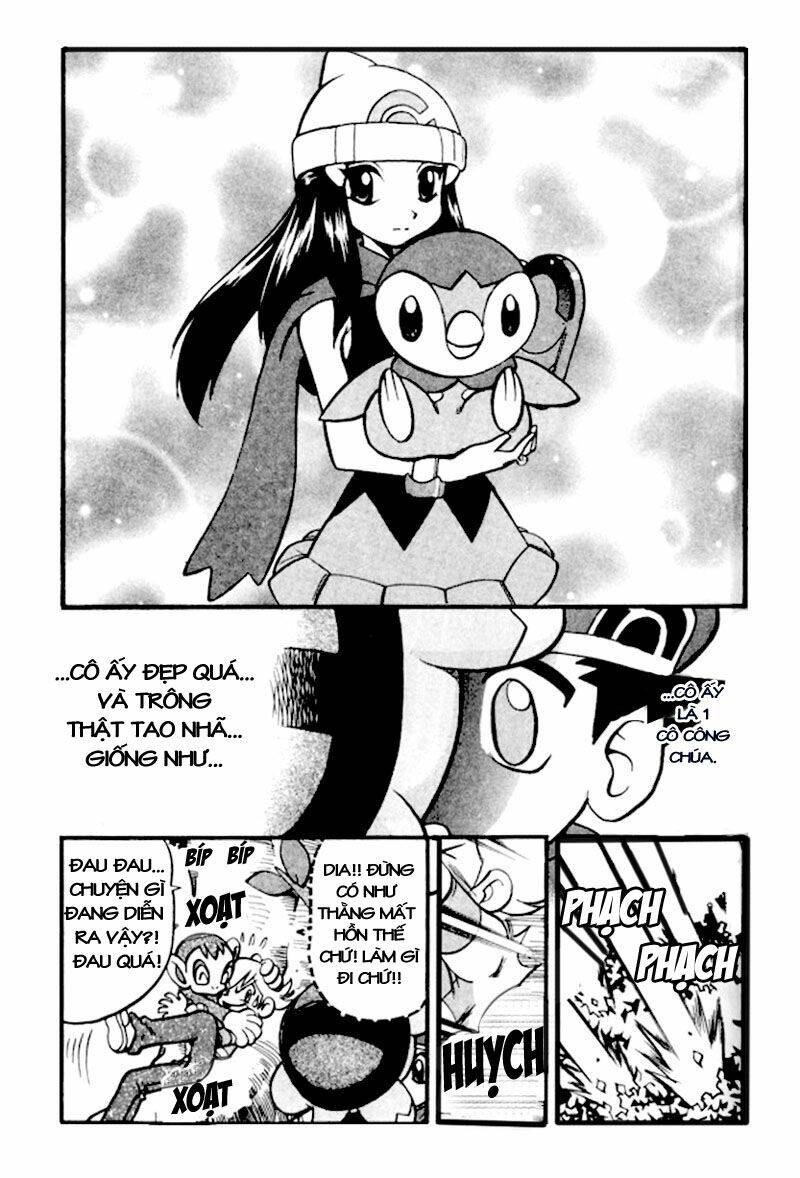 ...CÔ ẤY ĐẸP QUÁ...
VÀ TRÔNG
THẬT TAO NHÃ...
GIỐNG NHƯ...
...CÔ ẤY
LÀ 1
CÔ CÔNG
CHÚA.
ĐAU ĐAU...
CHUYỆN GÌ
ĐANG DIỄN
RA VẬY?!
ĐAU QUÁ!
BÍP BÍP
XOẠT
XOẠT
DIA!! ĐỪNG
CÓ NHƯ
THẰNG MẤT
HỒN THẾ
CHỨ! LÀM GÌ
ĐI CHỨ!!
HUỴCH
PHẠCH
PHẠCH